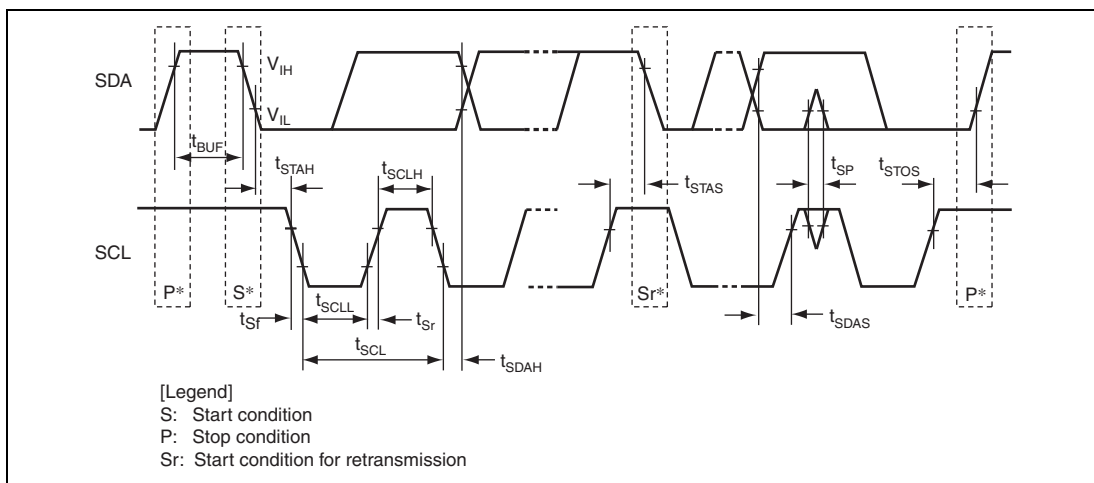 SDA
V_IH
V_IL
t_BUF
t_STAH
t_SCLH
t_STAS
t_SP
t_STOS
SCL
P*
S*
Sr*
P*
t_Sf
t_SCLL
t_Sr
t_SCL
t_SDAH
t_SDAS
[Legend]
S: Start condition
P: Stop condition
Sr: Start condition for retransmission